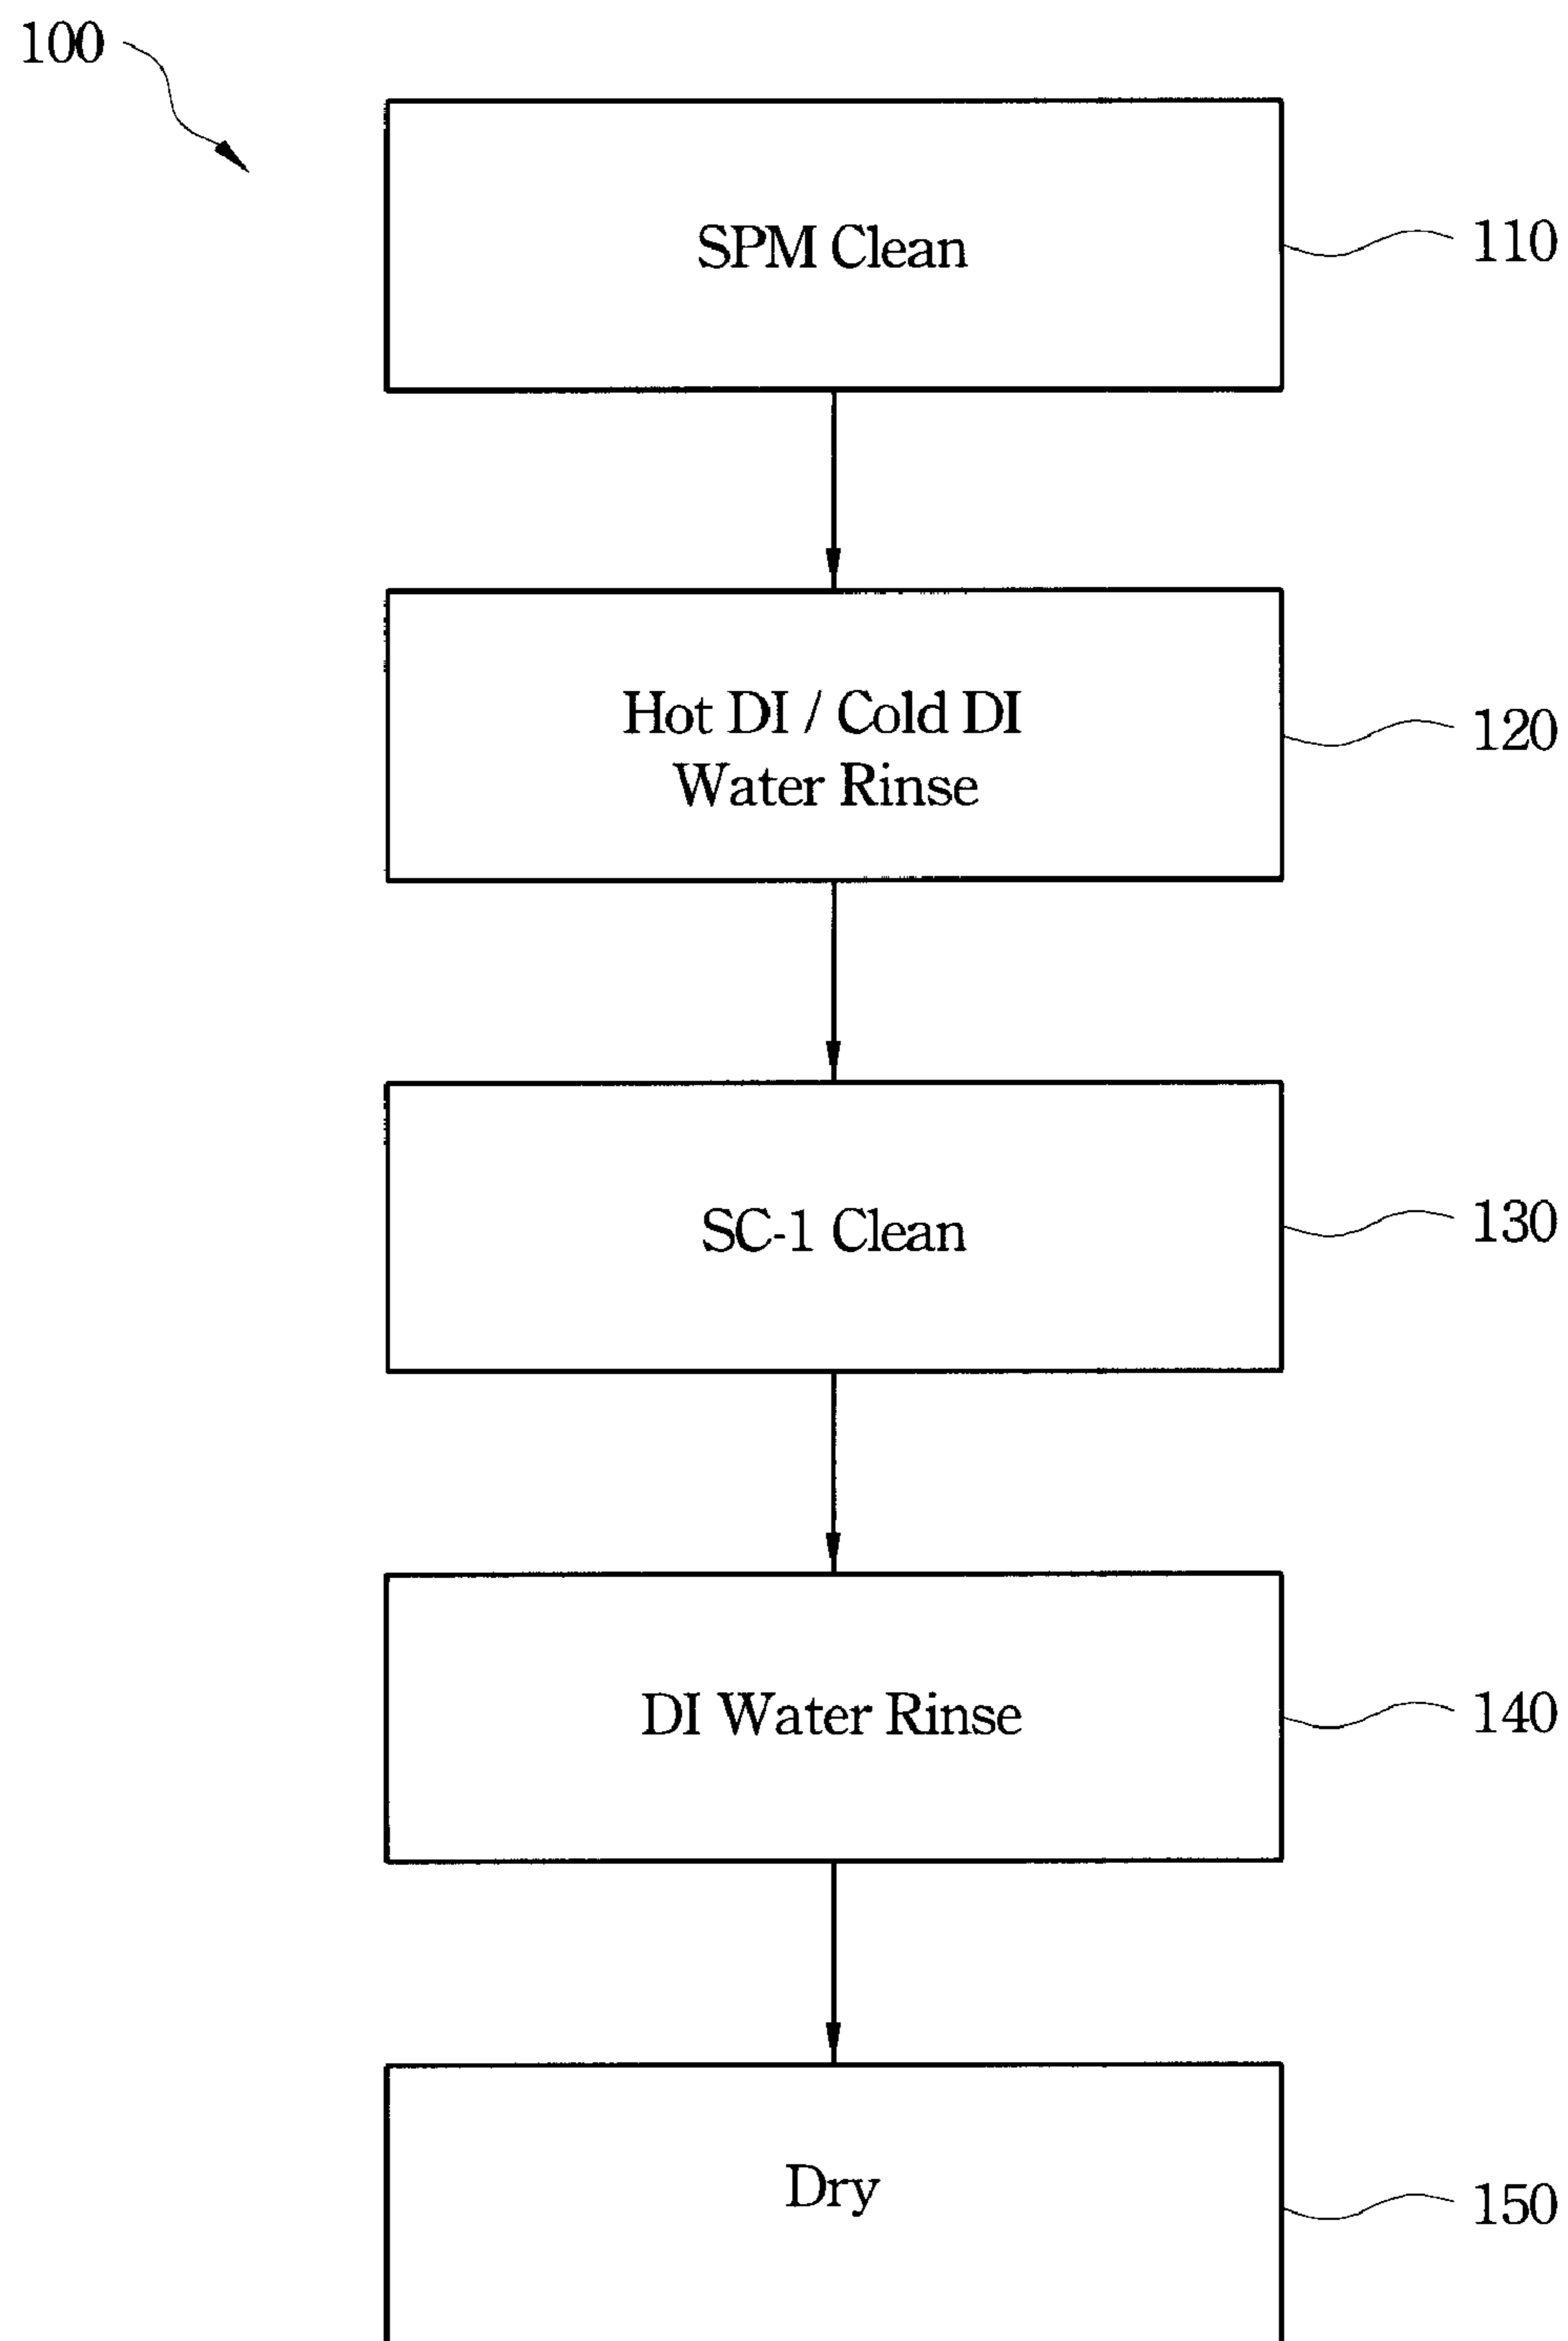 100
SPM Clean
110
Hot DI / Cold DI
Water Rinse
120
SC-1 Clean
130
DI Water Rinse
140
Dry
150